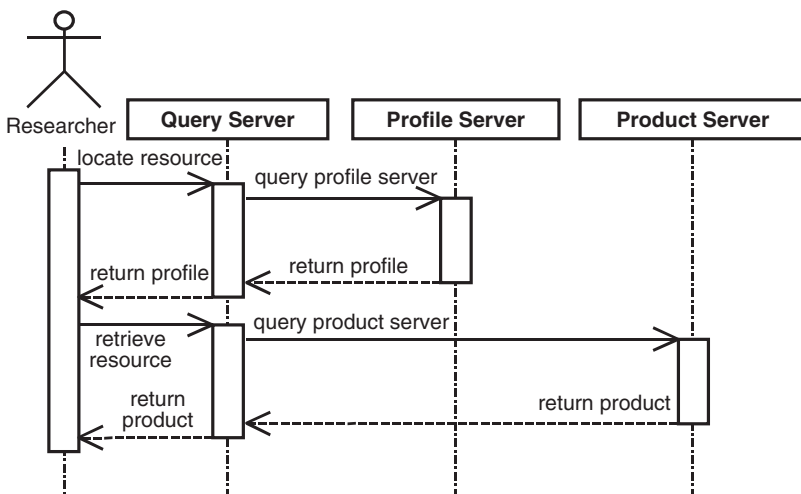 Researcher
Query Server
Profile Server
Product Server
locate resource
query profile server
return profile
return profile
retrieve
resource
query product server
return
product
return product